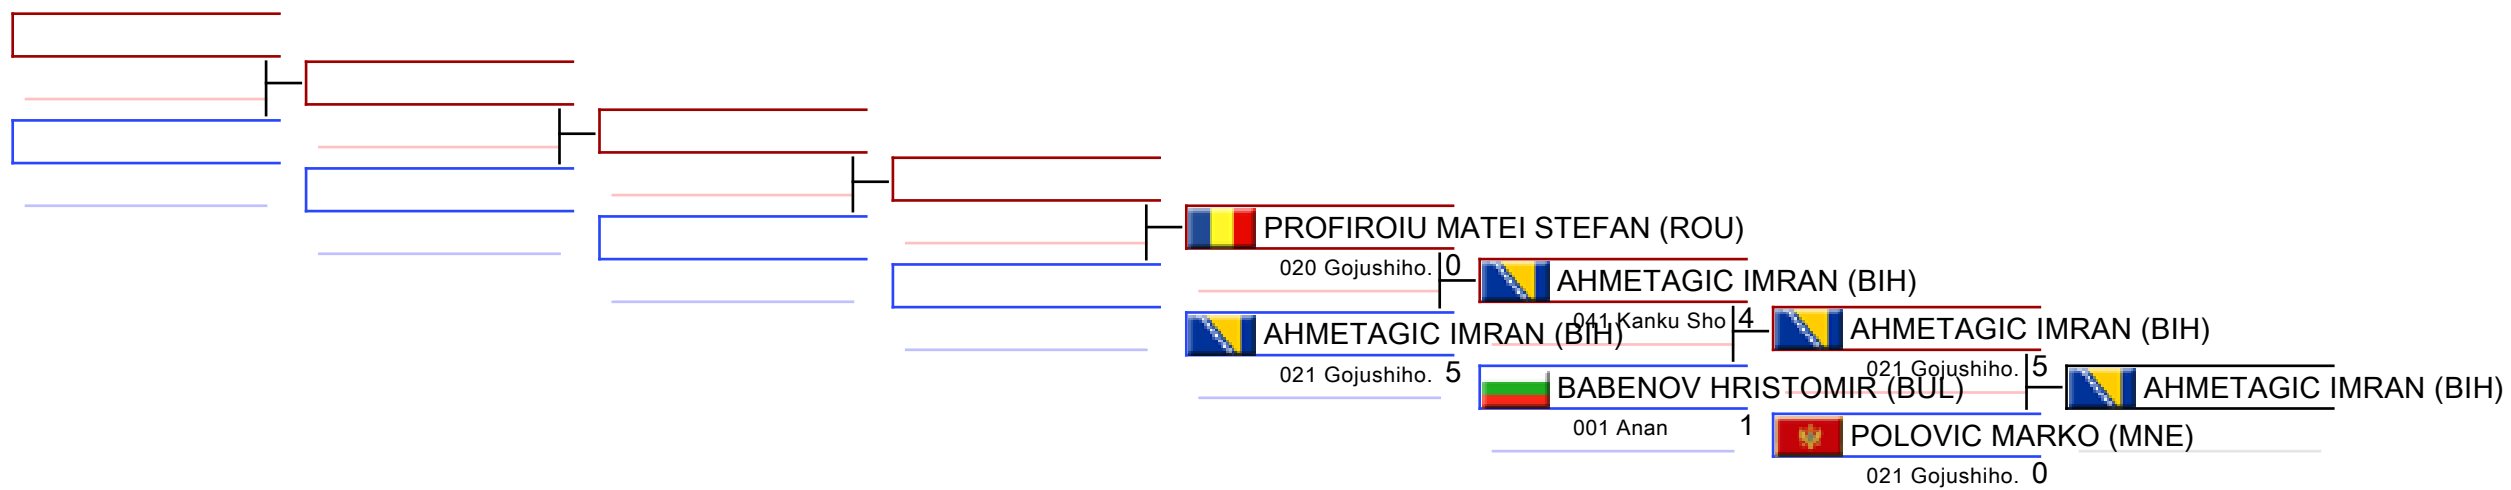 PROFIROIU MATEI STEFAN (ROU)
020 Gojushiho. 0
AHMETAGIC IMRAN (BIH)
021 Gojushiho. 5
AHMETAGIC IMRAN (BIH)
041 Kanku Sho 4
BABENOV HRISTOMIR (BUL)
001 Anan 1
AHMETAGIC IMRAN (BIH)
021 Gojushiho. 5
POLOVIC MARKO (MNE)
021 Gojushiho. 0
AHMETAGIC IMRAN (BIH)